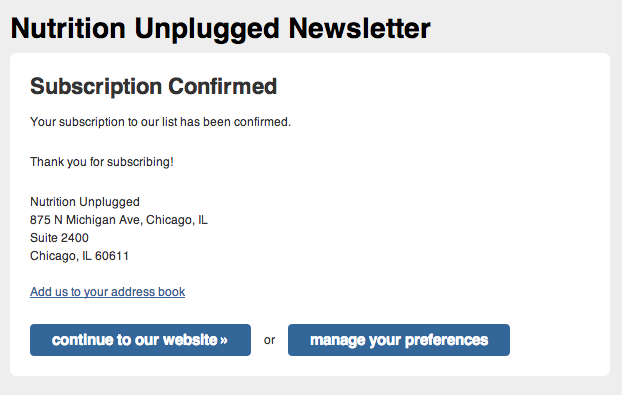 Nutrition Unplugged Newsletter
Subscription Confirmed
Your subscription to our list has been confirmed.
Thank you for subscribing!
Nutrition Unplugged
875 N Michigan Ave, Chicago, IL
Suite 2400
Chicago, IL 60611
Add us to your address book
continue to our website » or manage your preferences